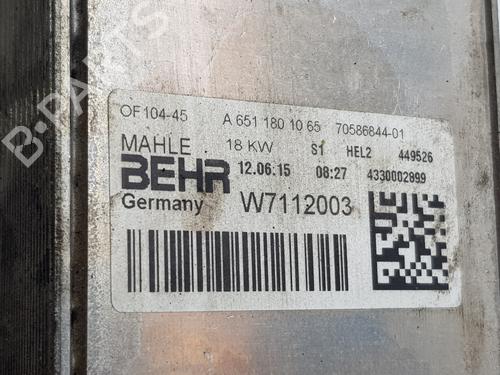 OF104-45 A 651 180 10 65 70586844-01
MAHLE 18 KW S1 HEL2 449526
BEHR 12.06.15 08:27 4330002899
Germany W7112003
B-PARTS